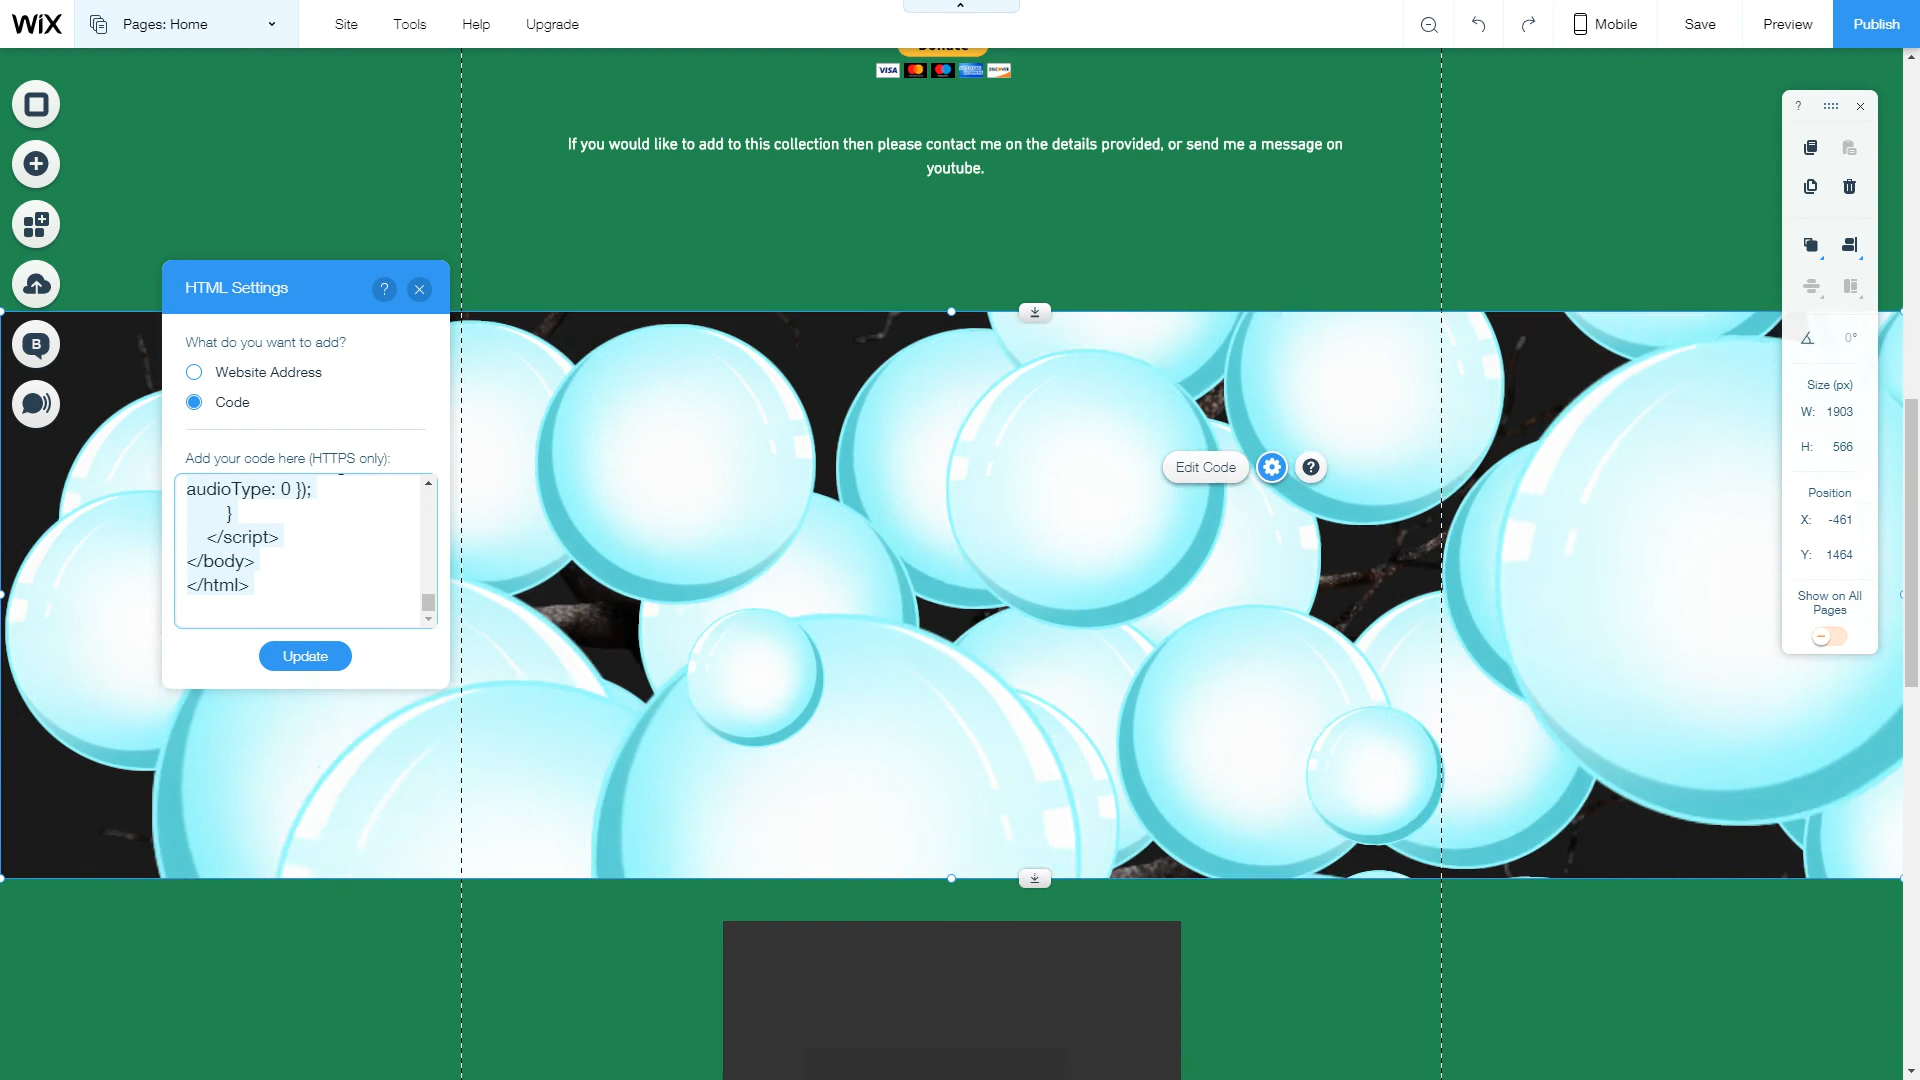 WiX
Pages: Home
Site
Tools
Help
Upgrade
Mobile
Save
Preview
Publish
Donate
VISA
DISCOVER
If you would like to add to this collection then please contact me on the details provided, or send me a message on
youtube.
HTML Settings
?
What do you want to add?
Website Address
Code
Add your code here (HTTPS only):
audioType: 0 });
}
</script>
</body>
</html>
Update
B
Edit Code
?
?
0°
Size (px)
W: 1903
H: 566
Position
X: -461
Y: 1464
Show on All
Pages